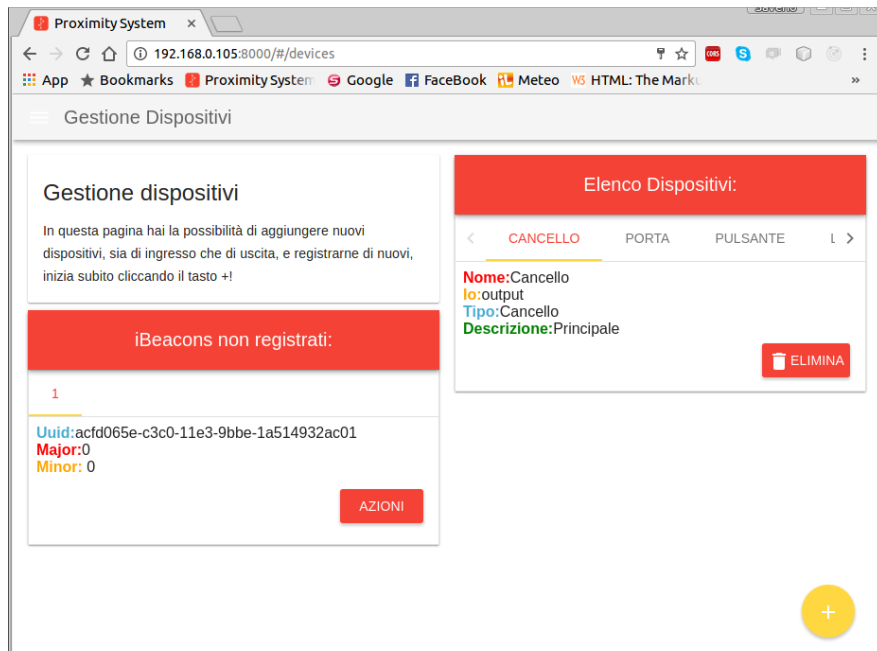 Proximity System
192.168.0.105:8000/#/devices
App Bookmarks Proximity System Google FaceBook Meteo HTML: The Marku
Gestione Dispositivi
Gestione dispositivi
In questa pagina hai la possibilità di aggiungere nuovi
dispositivi, sia di ingresso che di uscita, e registrarne di nuovi,
inizia subito cliccando il tasto +!
iBeacons non registrati:
1
Uuid:acfd065e-c3c0-11e3-9bbe-1a514932ac01
Major:0
Minor: 0
AZIONI
Elenco Dispositivi:
CANCELLO PORTA PULSANTE
Nome:Cancello
Io:output
Tipo:Cancello
Descrizione:Principale
ELIMINA
+